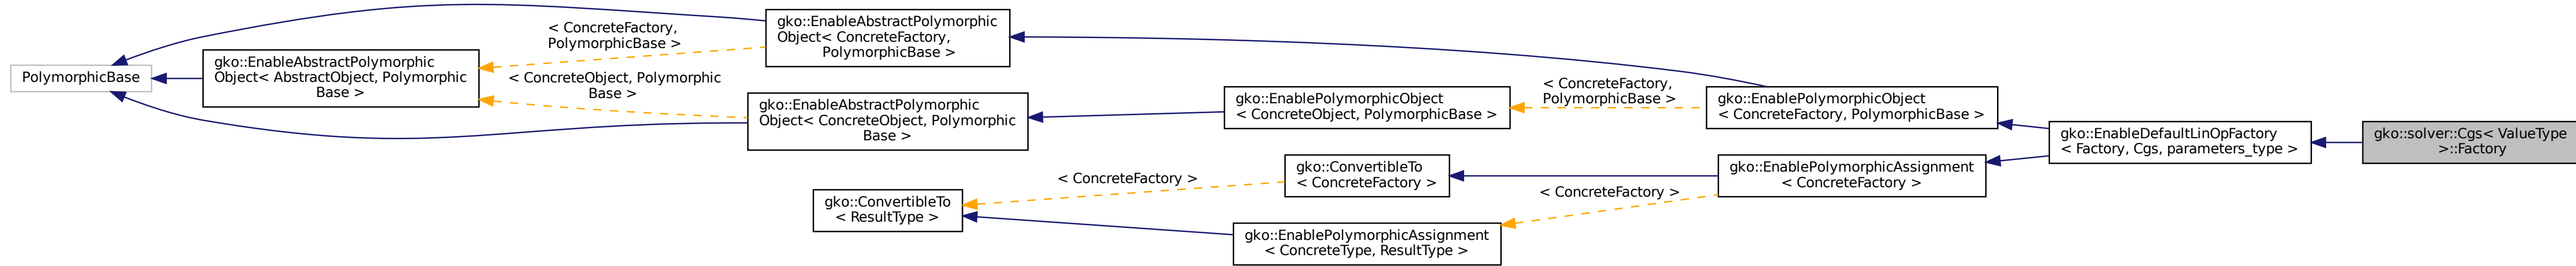 PolymorphicBase
gko::EnableAbstractPolymorphic
Object< AbstractObject, Polymorphic
Base >
< ConcreteFactory,
PolymorphicBase >
< ConcreteObject, Polymorphic
Base >
gko::EnableAbstractPolymorphic
Object< ConcreteFactory,
PolymorphicBase >
gko::EnableAbstractPolymorphic
Object< ConcreteObject, Polymorphic
Base >
gko::ConvertibleTo
< ResultType >
< ConcreteFactory >
gko::EnablePolymorphicObject
< ConcreteObject, PolymorphicBase >
gko::ConvertibleTo
< ConcreteFactory >
gko::EnablePolymorphicAssignment
< ConcreteType, ResultType >
< ConcreteFactory,
PolymorphicBase >
< ConcreteFactory >
gko::EnablePolymorphicObject
< ConcreteFactory, PolymorphicBase >
gko::EnablePolymorphicAssignment
< ConcreteFactory >
gko::EnableDefaultLinOpFactory
< Factory, Cgs, parameters_type >
gko::solver::Cgs< ValueType
>::Factory